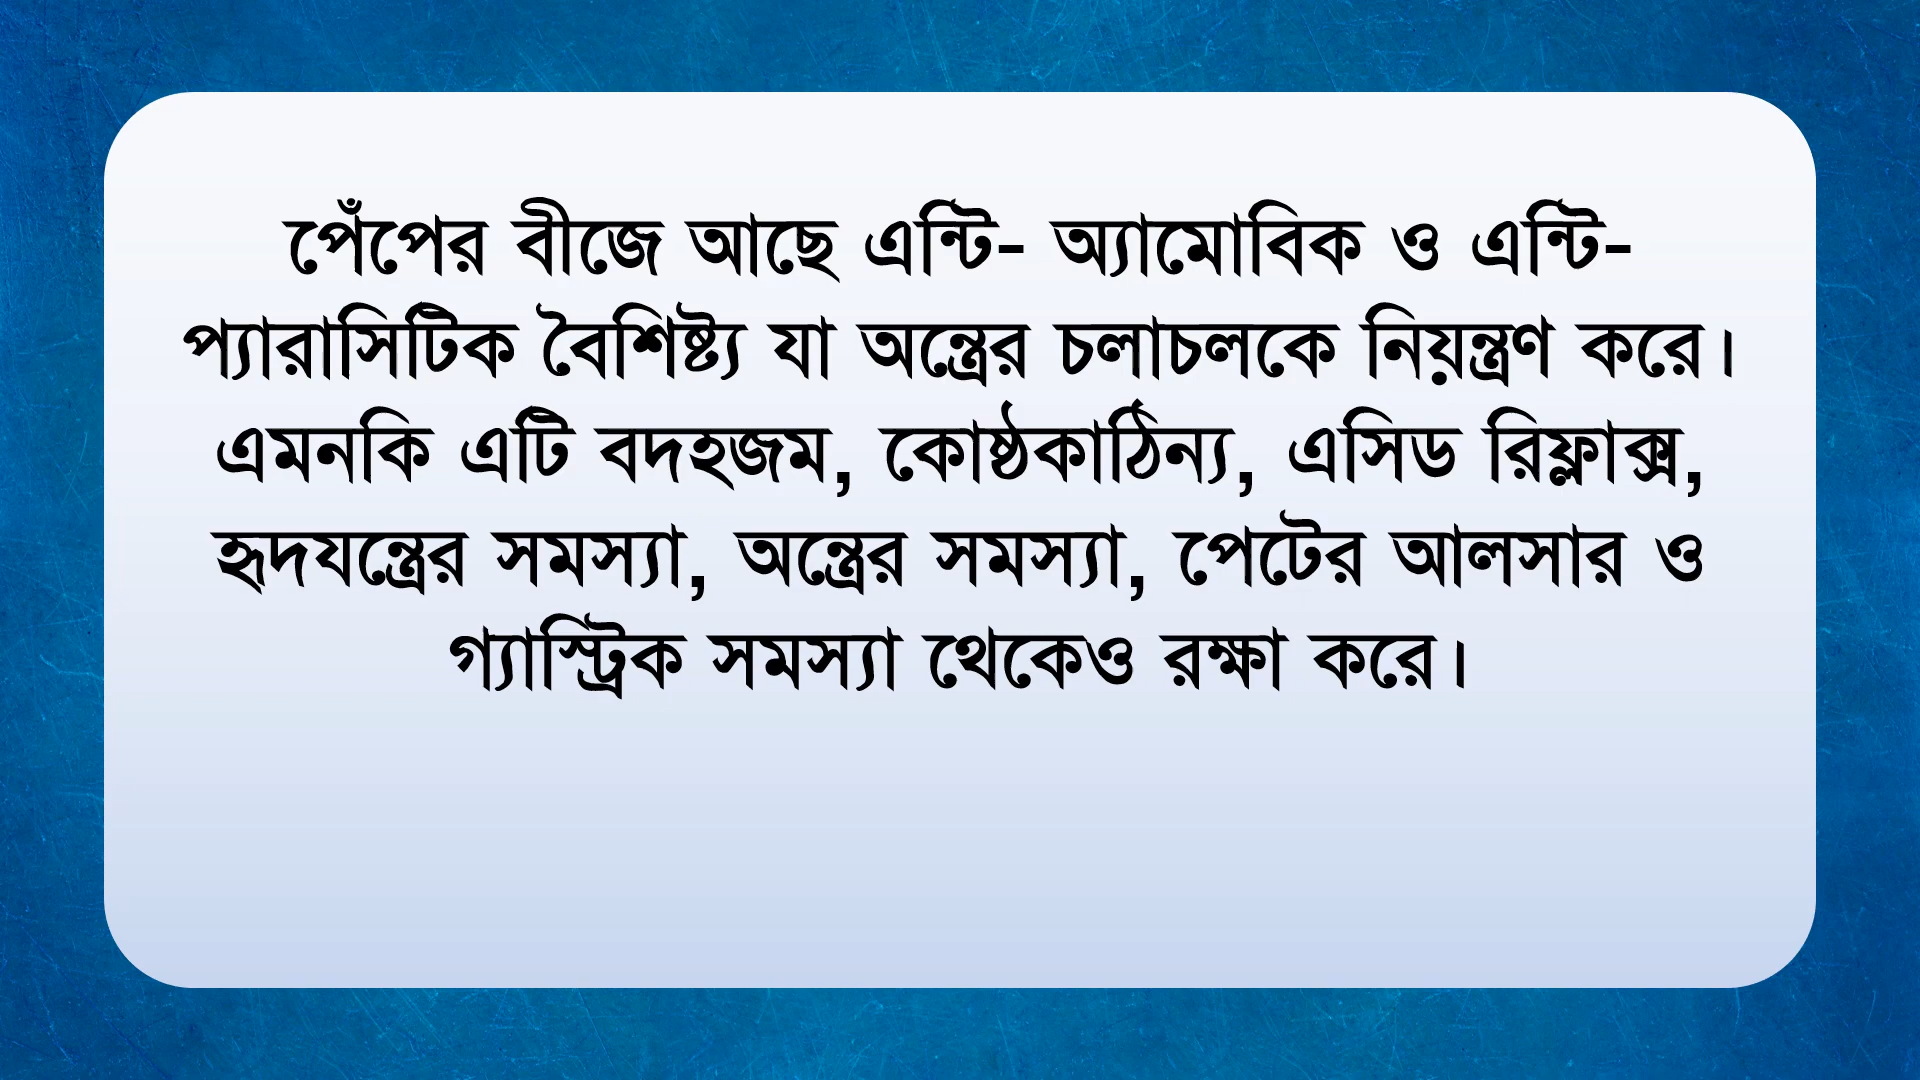 পেঁপের বীজে আছে এন্টি- অ্যামোবিক ও এন্টি-
প্যারাসিটিক বৈশিষ্ট্য যা অন্ত্রের চলাচলকে নিয়ন্ত্রণ করে।
এমনকি এটি বদহজম, কোষ্ঠকাঠিন্য, এসিড রিফ্লাক্স,
হৃদযন্ত্রের সমস্যা, অন্ত্রের সমস্যা, পেটের আলসার ও
গ্যাস্ট্রিক সমস্যা থেকেও রক্ষা করে।